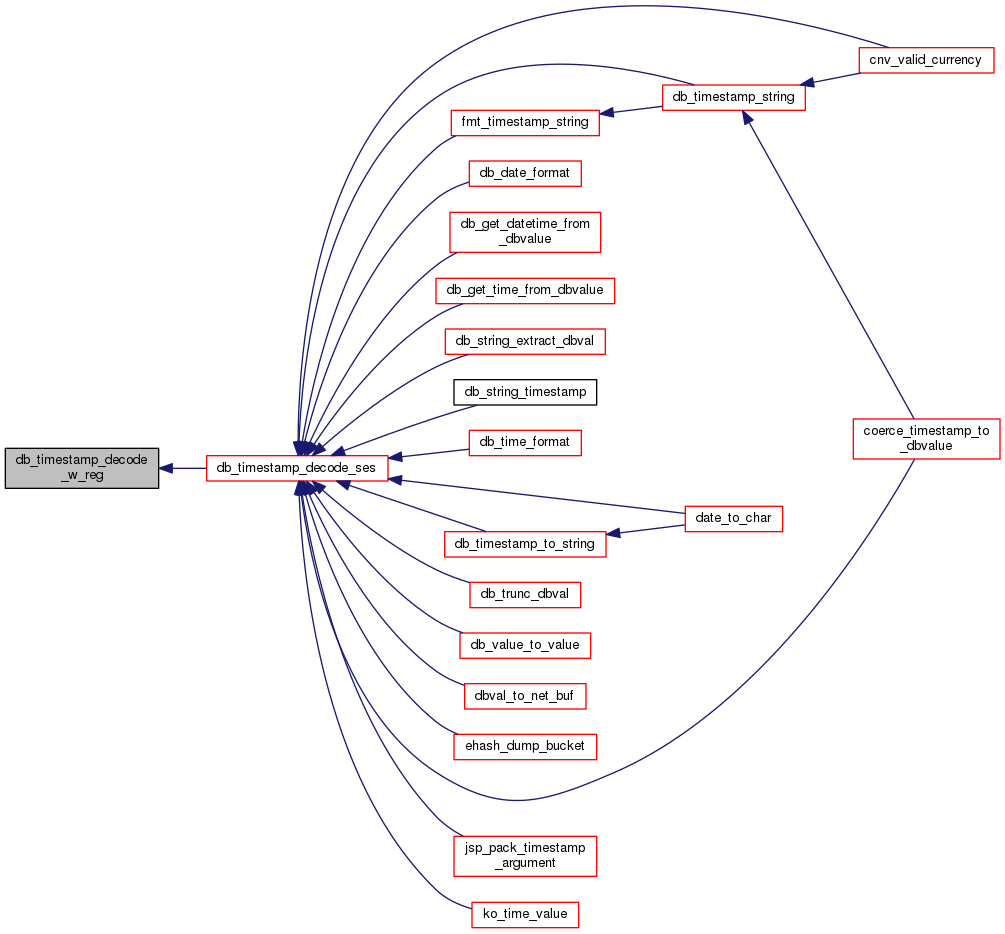 cnv_valid_currency
db_timestamp_string
fmt_timestamp_string
db_date_format
db_get_datetime_from
_dbvalue
db_get_time_from_dbvalue
db_string_extract_dbval
db_string_timestamp
db_time_format
coerce_timestamp_to
_dbvalue
db_timestamp_decode
_w_reg
db_timestamp_decode_ses
date_to_char
db_timestamp_to_string
db_trunc_dbval
db_value_to_value
dbval_to_net_buf
ehash_dump_bucket
jsp_pack_timestamp
_argument
ko_time_value